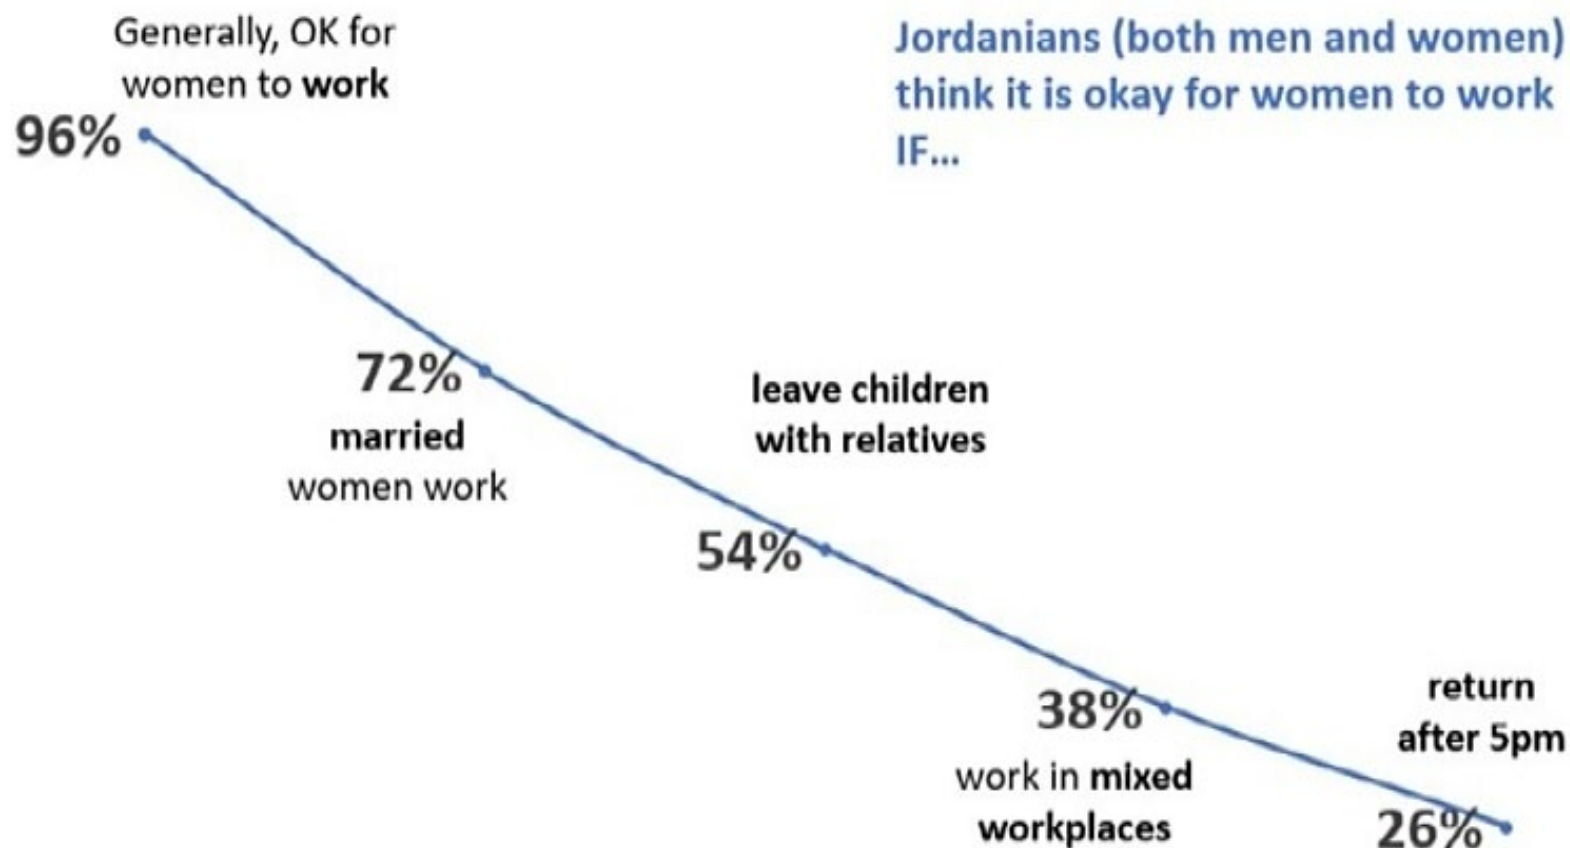 Generally, OK for
women to work
96%
Jordanians (both men and women)
think it is okay for women to work
IF...
72%
married
women work
leave children
with relatives
54%
38%
work in mixed
workplaces
return
after 5pm
26%